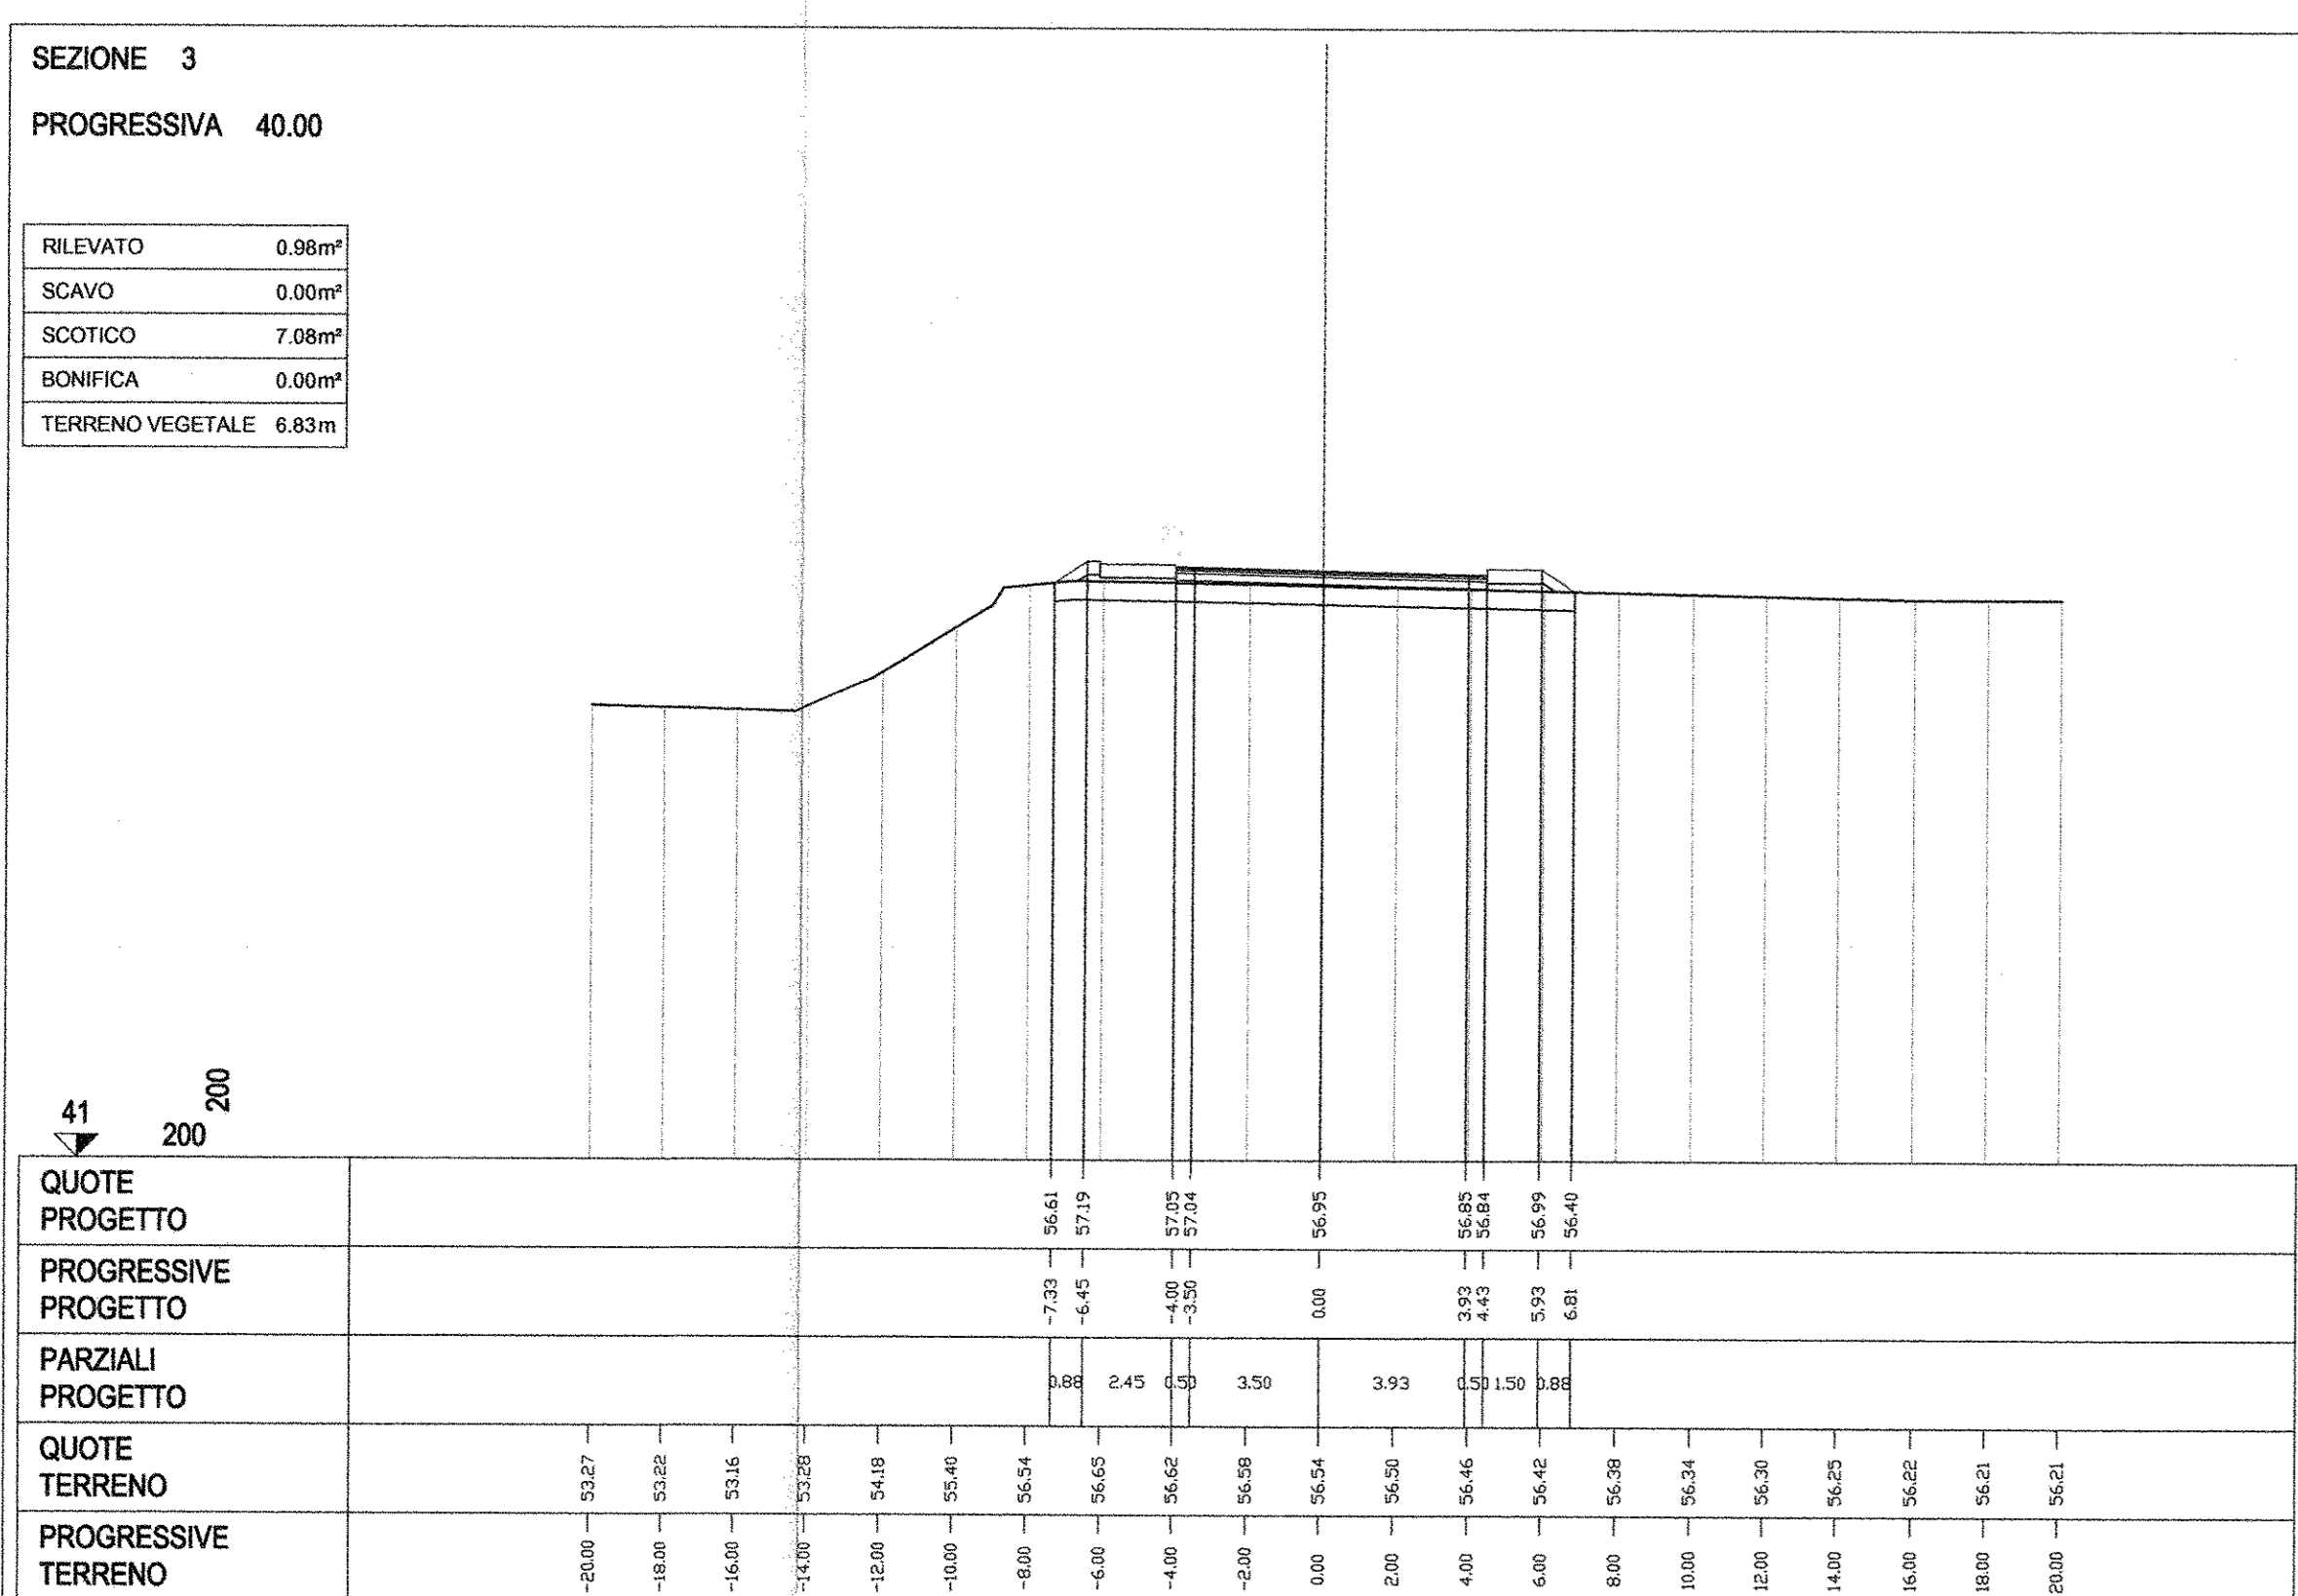 SEZIONE 3
PROGRESSIVA 40.00
RILEVATO 0.98m²
SCAVO 0.00m²
SCOTICO 7.08m²
BONIFICA 0.00m²
TERRENO VEGETALE 6.83m
41
200
200
QUOTE
PROGETTO
56.61 57.19 57.05 57.04 56.95 56.85 56.84 56.99 56.40
PROGRESSIVE
PROGETTO
-7.33 -6.45 -4.00 -3.50 0.00 3.93 4.43 5.93 6.81
PARZIALI
PROGETTO
0.88 2.45 0.50 3.50 3.93 0.50 1.50 0.88
QUOTE
TERRENO
53.27 53.22 53.16 53.28 54.18 55.40 56.54 56.65 56.62 56.58 56.54 56.50 56.46 56.42 56.38 56.34 56.30 56.25 56.22 56.21 56.21
PROGRESSIVE
TERRENO
-20.00 -18.00 -16.00 -14.00 -12.00 -10.00 -8.00 -6.00 -4.00 -2.00 0.00 2.00 4.00 6.00 8.00 10.00 12.00 14.00 16.00 18.00 20.00